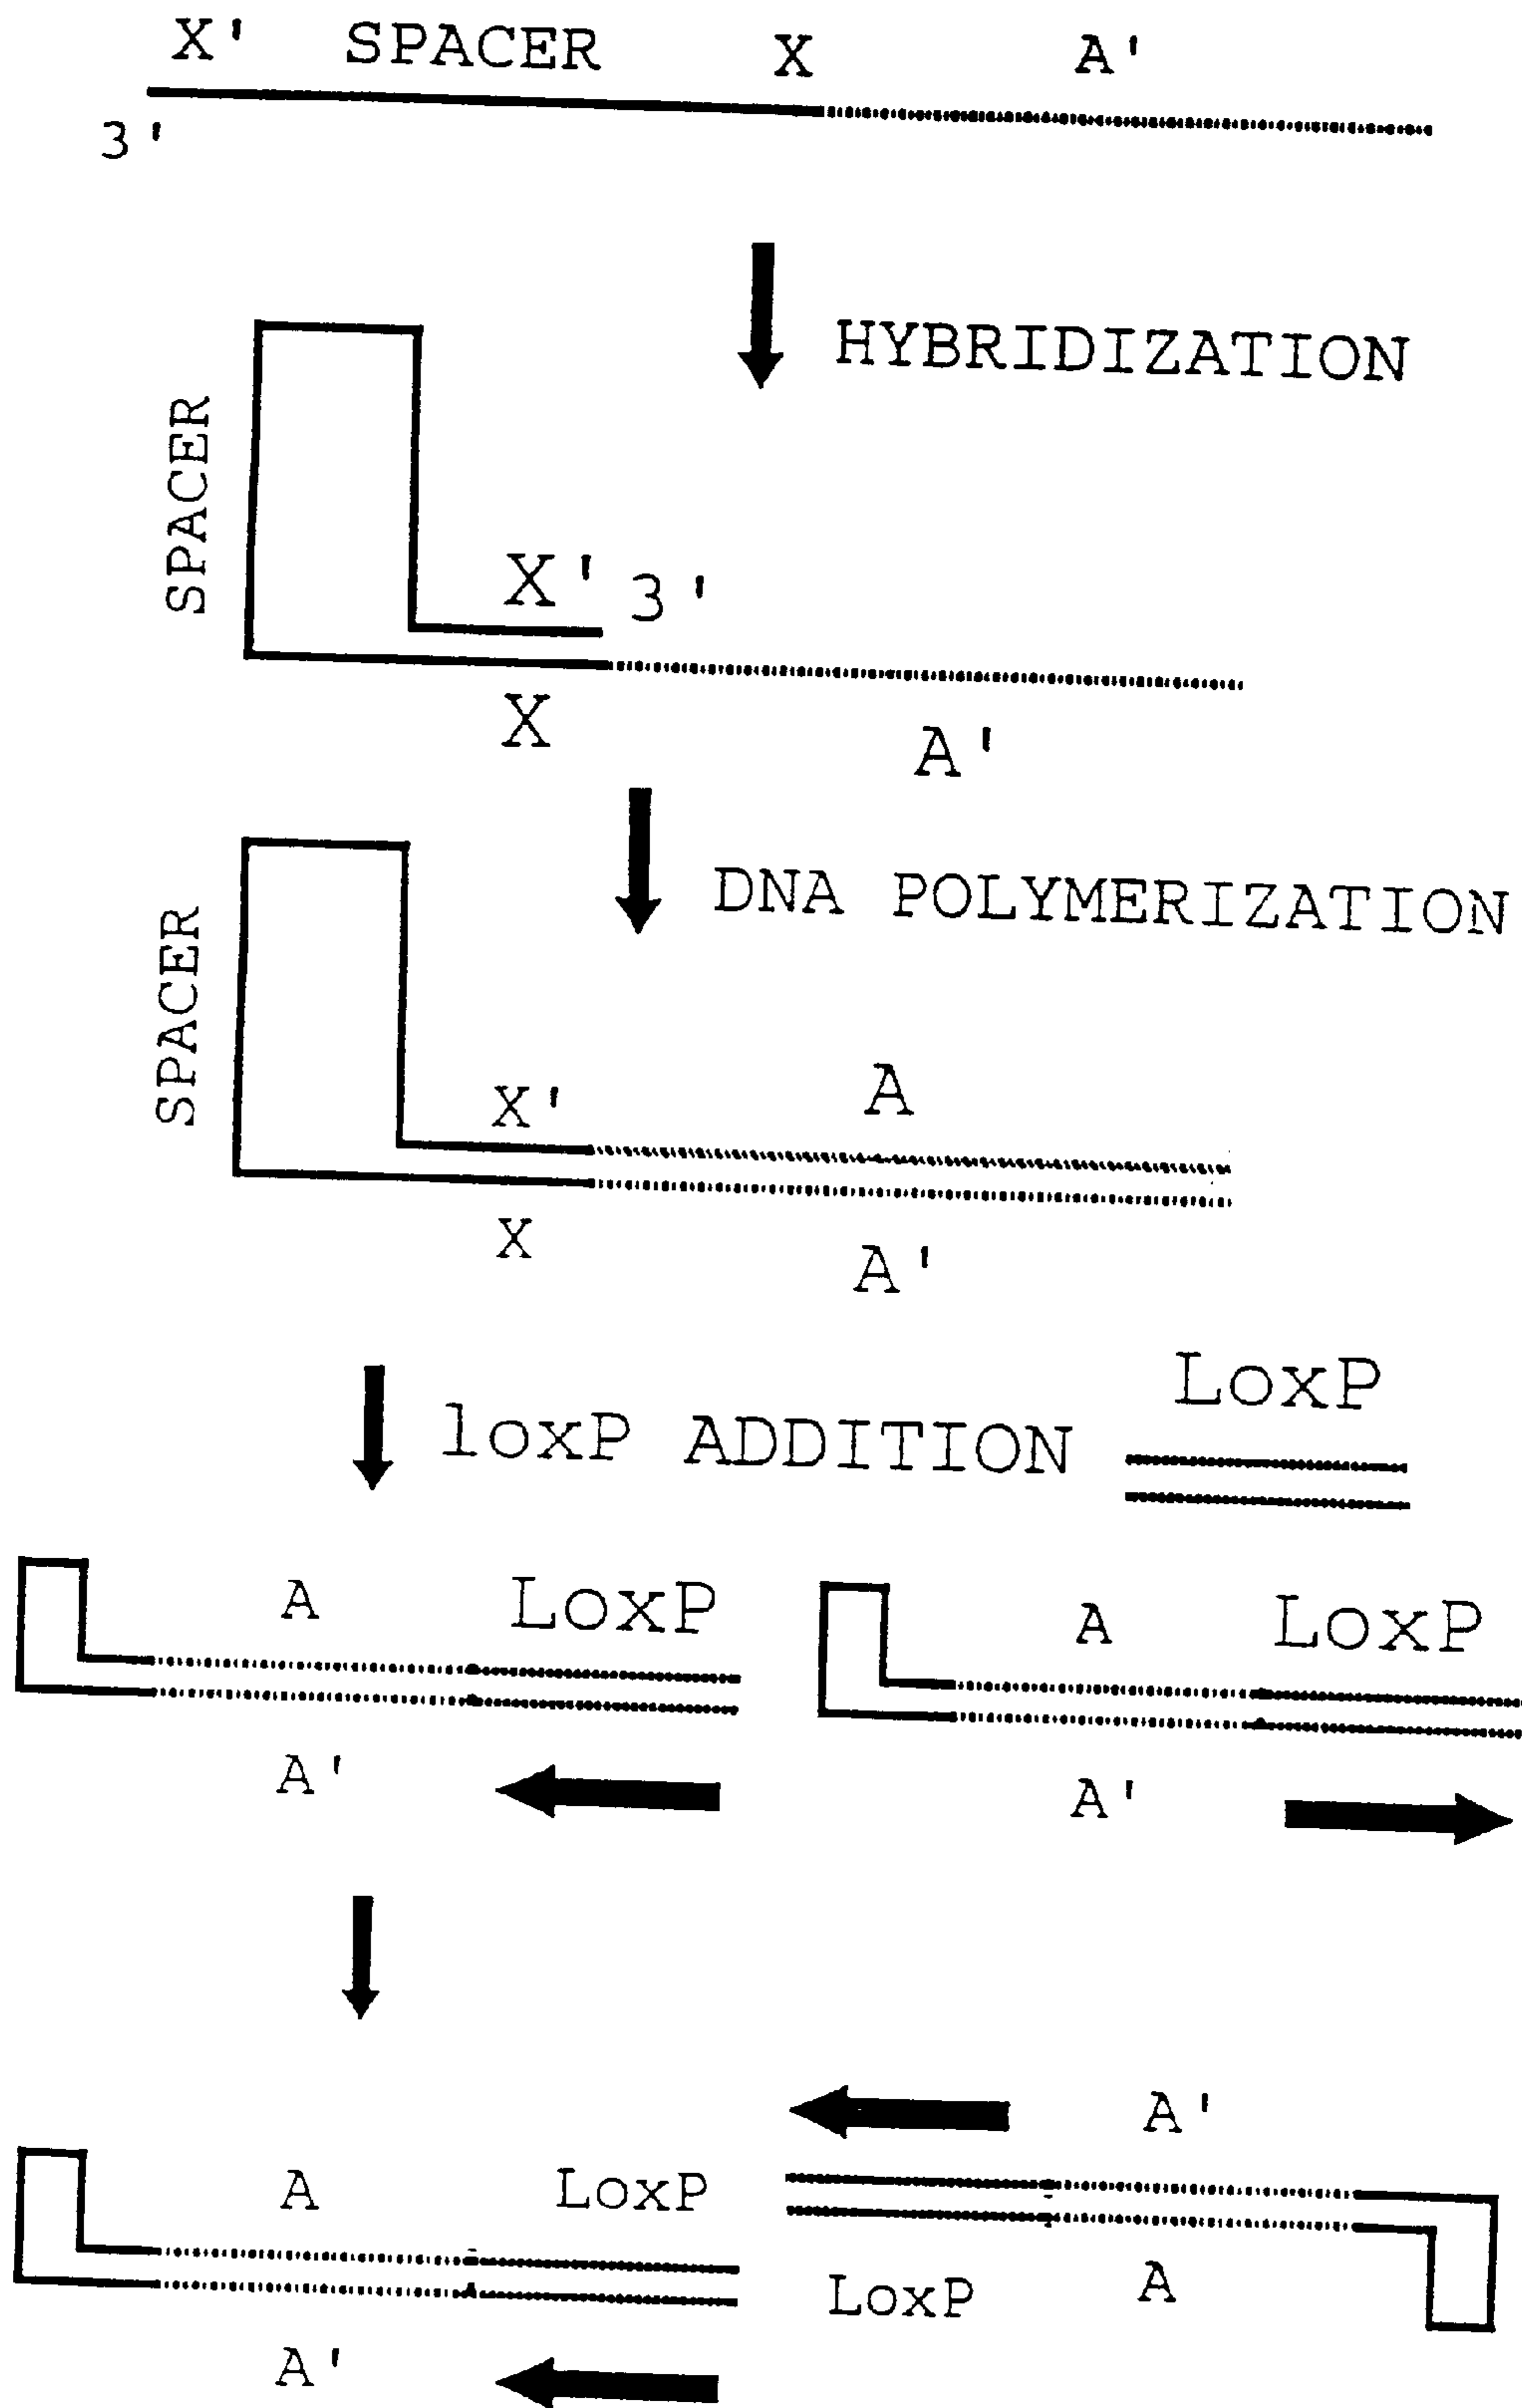 X' SPACER X A'
3'
HYBRIDIZATION
SPACER
X' 3'
X
A'
DNA POLYMERIZATION
SPACER
X'
A
X
A'
LoxP
loxP ADDITION
A LoxP A LoxP
A' A'
A'
A LoxP
LoxP A
A'